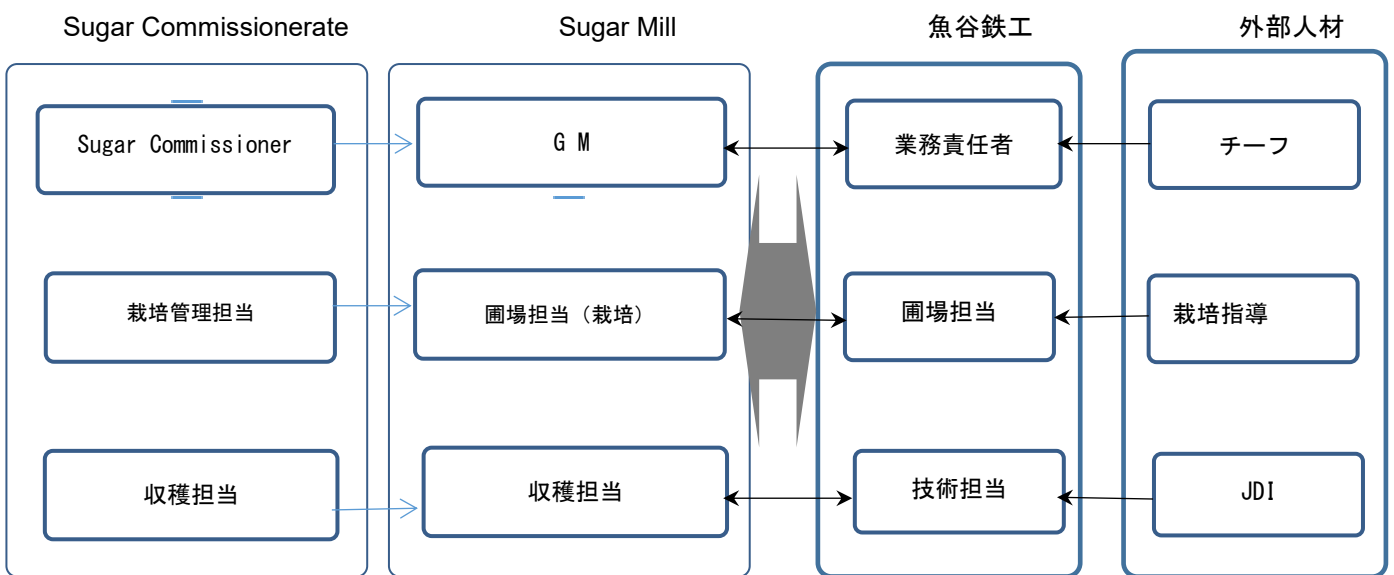 Sugar Commissionerate
Sugar Mill
魚谷鉄工
外部人材
Sugar Commissioner
G M
業務責任者
チーフ
栽培管理担当
圃場担当（栽培）
圃場担当
栽培指導
収穫担当
収穫担当
技術担当
JDI